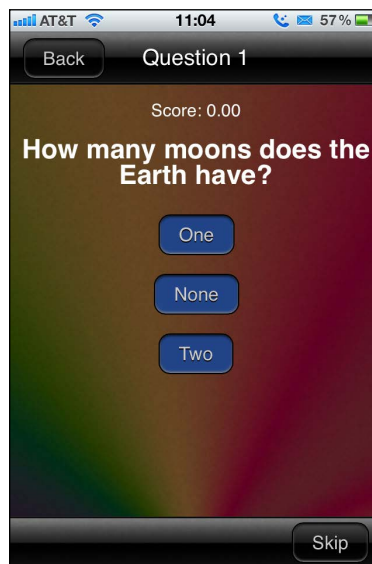 AT&T 11:04 57%
Back Question 1
Score: 0.00
How many moons does the
Earth have?
One
None
Two
Skip